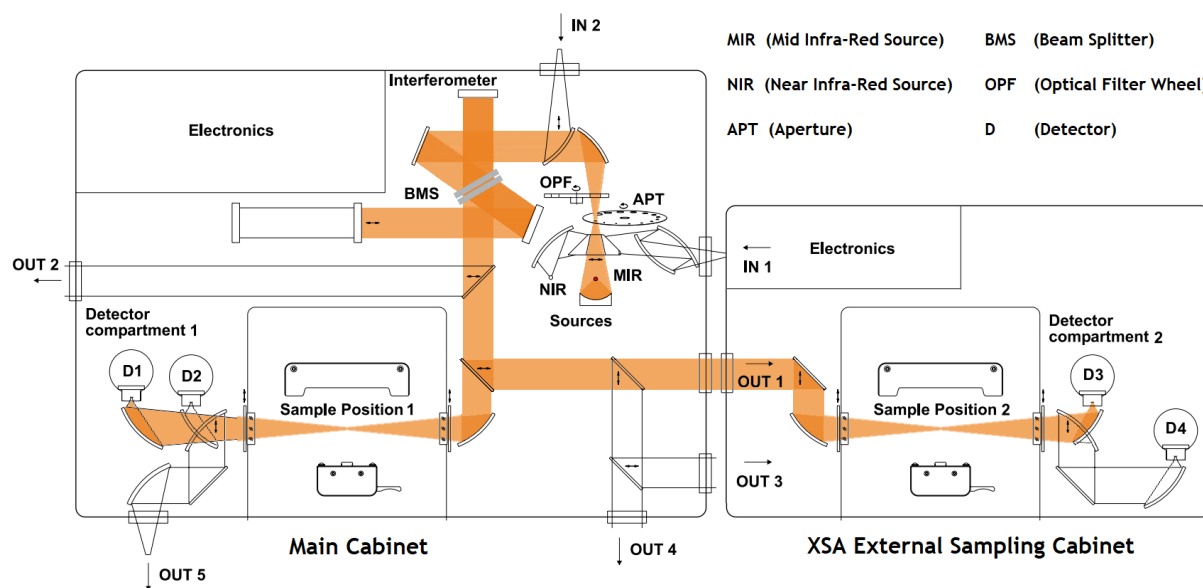 IN 2
MIR (Mid Infra-Red Source)
BMS (Beam Splitter)
NIR (Near Infra-Red Source)
OPF (Optical Filter Wheel)
APT (Aperture)
D (Detector)
Interferometer
Electronics
BMS
OPF
APT
Electronics
IN 1
OUT 2
NIR
MIR
Sources
Detector
compartment 1
Detector
compartment 2
D1
D2
OUT 1
D3
Sample Position 1
Sample Position 2
D4
OUT 3
Main Cabinet
OUT 4
XSA External Sampling Cabinet
OUT 5